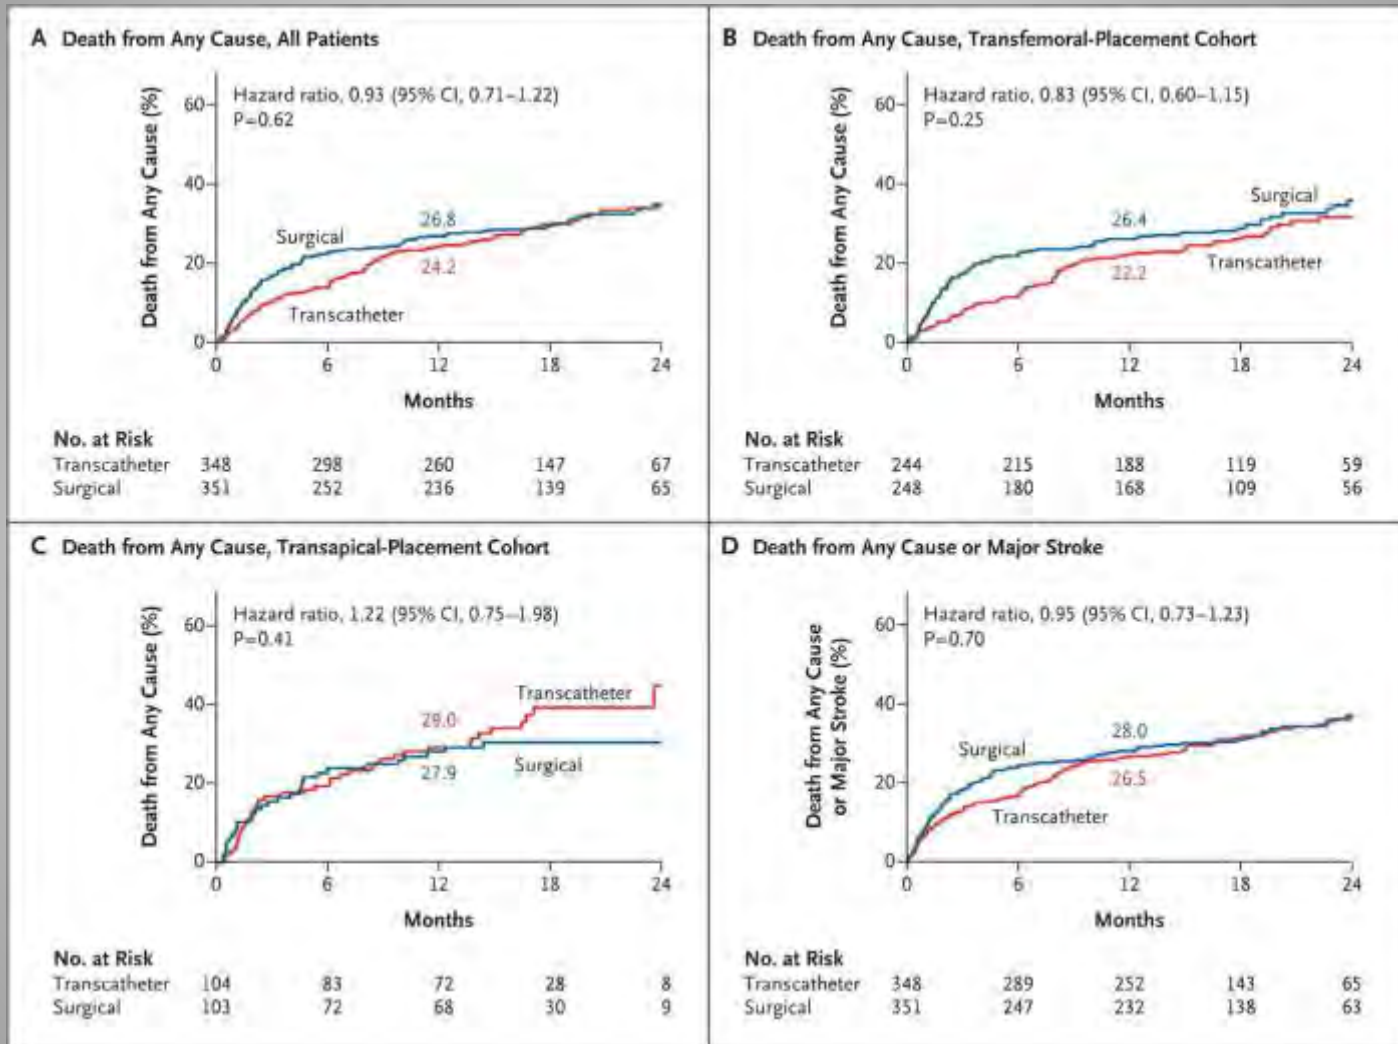 A Death from Any Cause, All Patients
Death from Any Cause (%)
Hazard ratio, 0.93 (95% CI, 0.71–1.22)
P=0.62
60
40
20
0
Surgical
26.8
24.2
Transcatheter
0 6 12 18 24
Months
No. at Risk
Transcatheter 348 298 260 147 67
Surgical 351 252 236 139 65
B Death from Any Cause, Transfemoral-Placement Cohort
Death from Any Cause (%)
Hazard ratio, 0.83 (95% CI, 0.60–1.15)
P=0.25
60
40
20
0
Surgical
26.4
22.2
Transcatheter
0 6 12 18 24
Months
No. at Risk
Transcatheter 244 215 188 119 59
Surgical 248 180 168 109 56
C Death from Any Cause, Transapical-Placement Cohort
Death from Any Cause (%)
Hazard ratio, 1.22 (95% CI, 0.75–1.98)
P=0.41
60
40
20
0
Transcatheter
29.0
27.9
Surgical
0 6 12 18 24
Months
No. at Risk
Transcatheter 104 83 72 28 8
Surgical 103 72 68 30 9
D Death from Any Cause or Major Stroke
Death from Any Cause
or Major Stroke (%)
Hazard ratio, 0.95 (95% CI, 0.73–1.23)
P=0.70
60
40
20
0
Surgical
28.0
26.5
Transcatheter
0 6 12 18 24
Months
No. at Risk
Transcatheter 348 289 252 143 65
Surgical 351 247 232 138 63